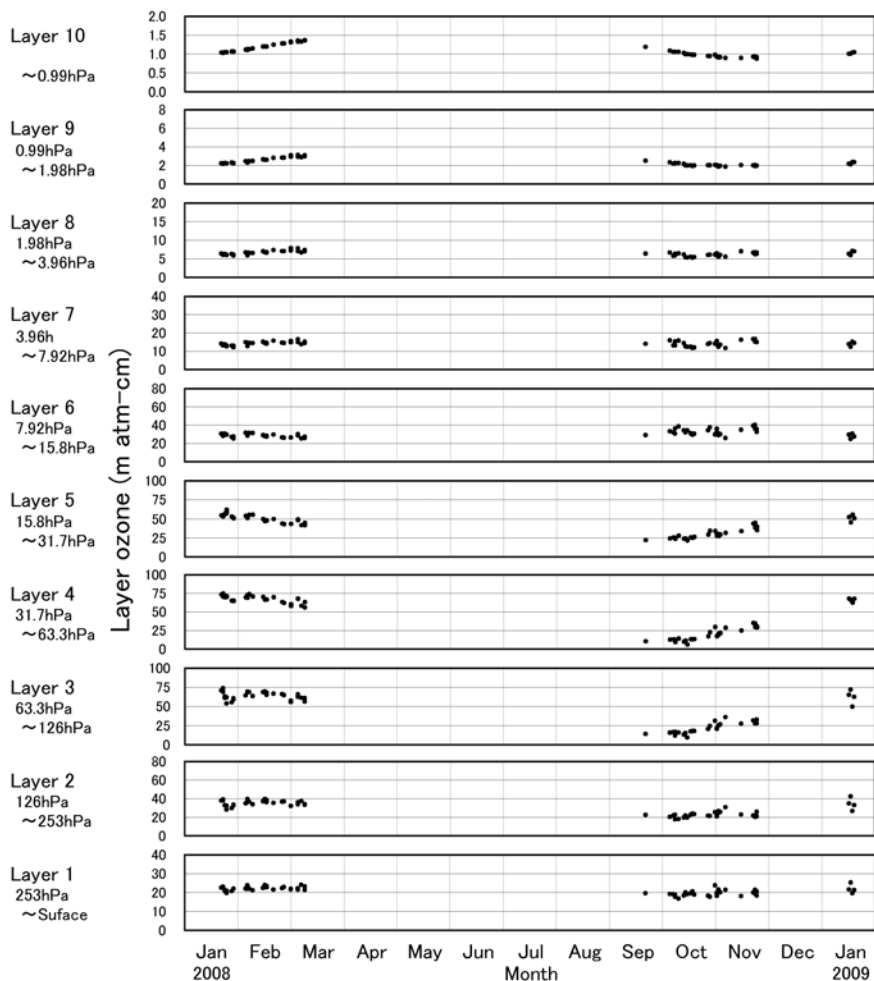 Layer 10
～0.99hPa
2.0
1.5
1.0
0.5
0.0
Layer 9
0.99hPa
～1.98hPa
8
6
4
2
0
Layer 8
1.98hPa
～3.96hPa
20
15
10
5
0
Layer 7
3.96h
～7.92hPa
40
30
20
10
0
Layer 6
7.92hPa
～15.8hPa
80
60
40
20
0
Layer 5
15.8hPa
～31.7hPa
100
75
50
25
0
Layer 4
31.7hPa
～63.3hPa
100
75
50
25
0
Layer 3
63.3hPa
～126hPa
100
75
50
25
0
Layer 2
126hPa
～253hPa
80
60
40
20
0
Layer 1
253hPa
～Suface
40
30
20
10
0
Layer ozone (m atm-cm)
Jan Feb Mar Apr May Jun Jul Aug Sep Oct Nov Dec Jan
2008 Month 2009